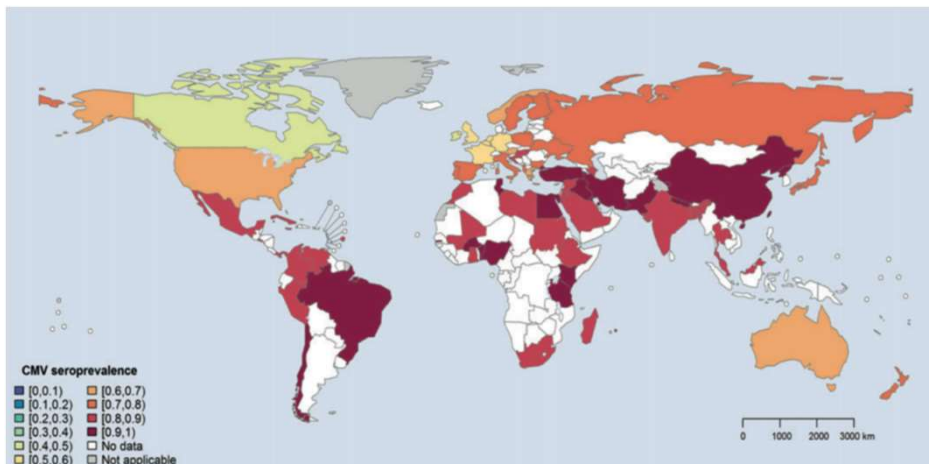 CMV seroprevalence
[0,0.1)
[0.1,0.2)
[0.2,0.3)
[0.3,0.4)
[0.4,0.5)
[0.5,0.6)
[0.6,0.7)
[0.7,0.8)
[0.8,0.9)
[0.9,1)
No data
Not applicable
0 1000 2000 3000 km